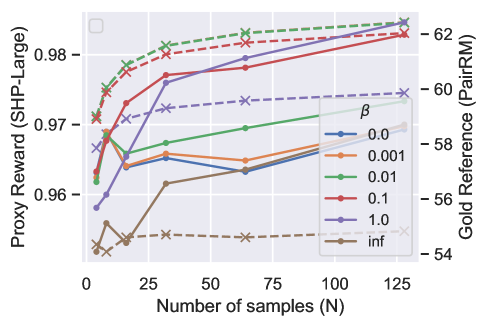 Proxy Reward (SHP-Large)
0.98
0.97
0.96
62
60
58
56
54
Gold Reference (PairRM)
β
0.0
0.001
0.01
0.1
1.0
inf
0 25 50 75 100 125
Number of samples (N)